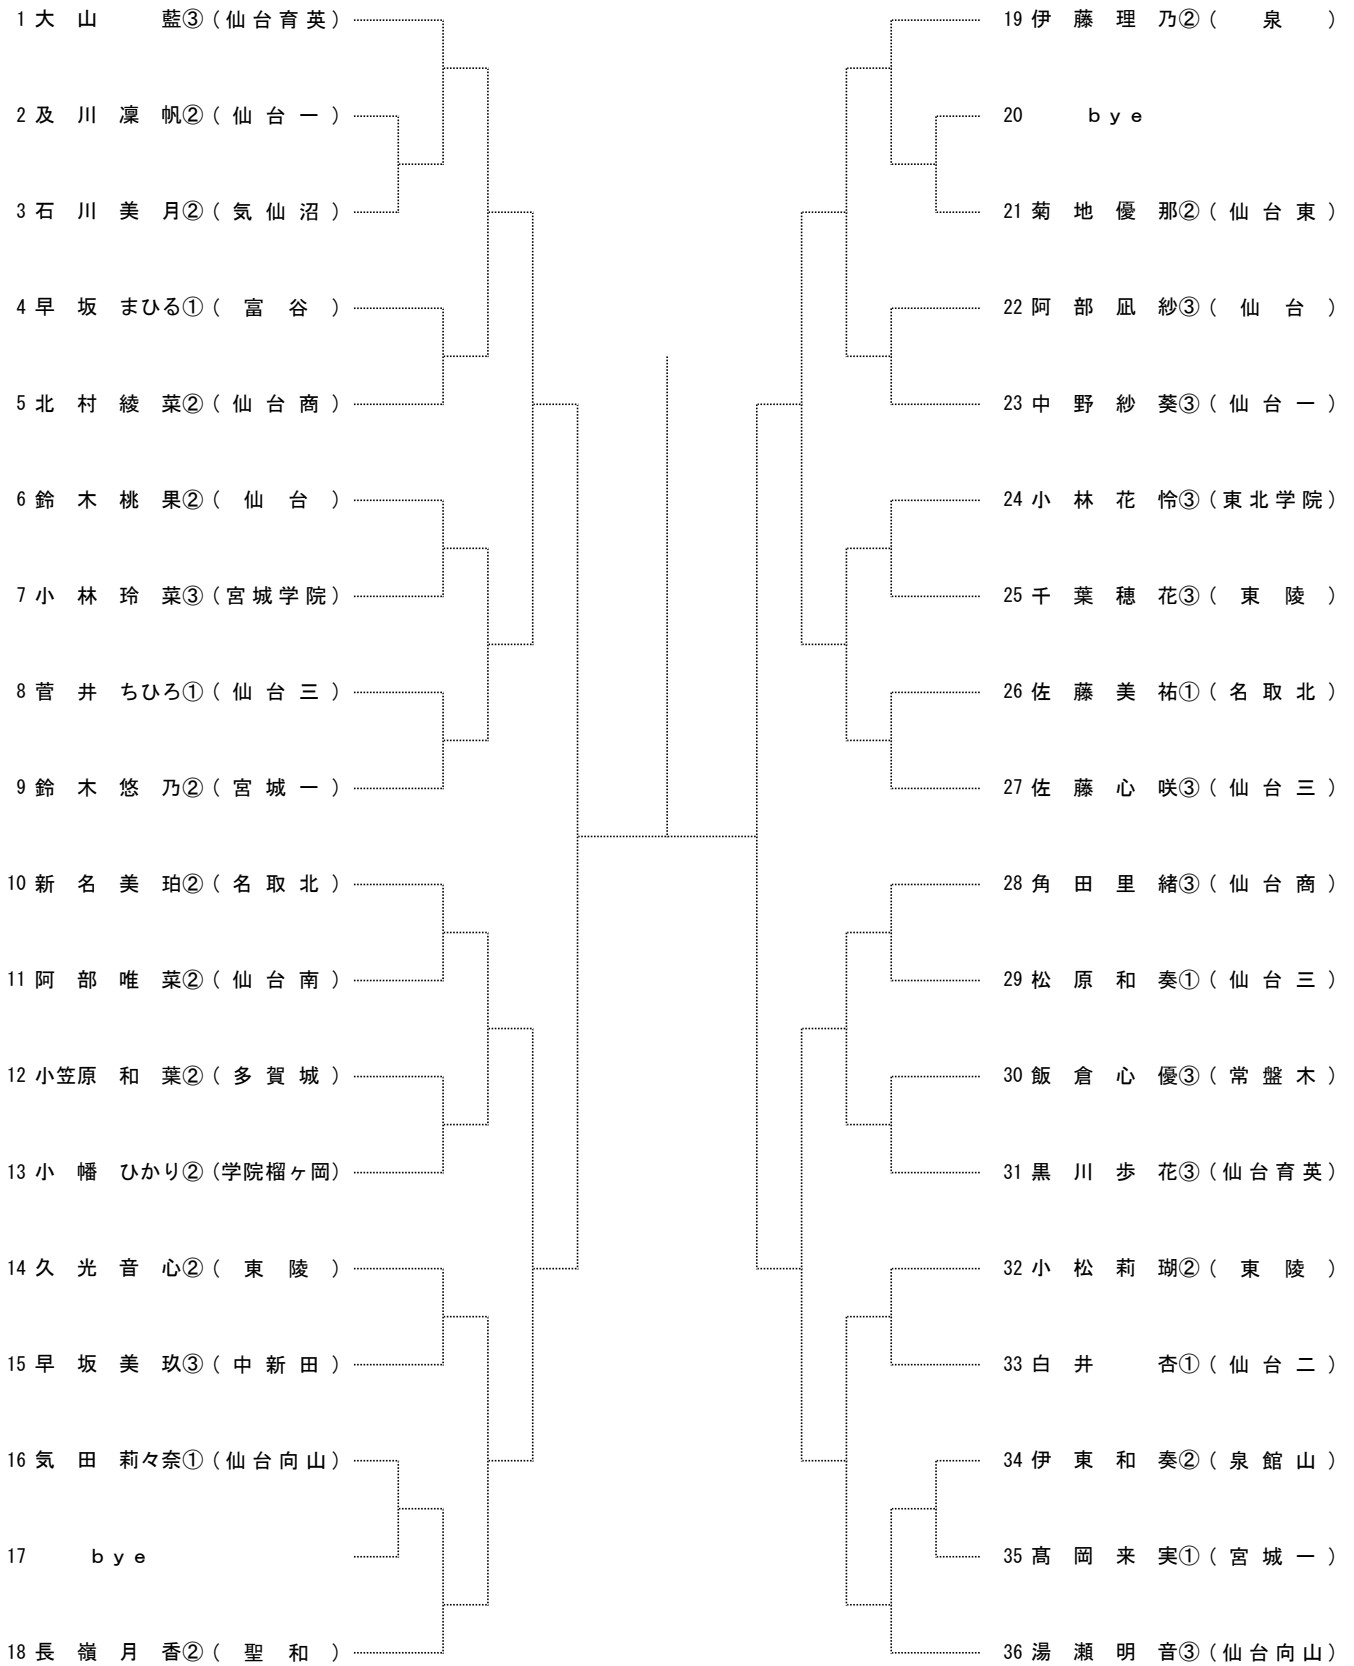 1 大山 藍③（仙台育英）
2 及川凜帆②（仙台一）
3 石川美月②（気仙沼）
4 早坂まひる①（富谷）
5 北村綾菜②（仙台商）
6 鈴木桃果②（仙台）
7 小林玲菜③（宮城学院）
8 菅井ちひろ①（仙台三）
9 鈴木悠乃②（宮城一）
10 新名美珀②（名取北）
11 阿部唯菜②（仙台南）
12 小笠原和葉②（多賀城）
13 小幡ひかり②（学院榴ヶ岡）
14 久光音心②（東陵）
15 早坂美玖③（中新田）
16 気田莉々奈①（仙台向山）
17 ｂｙｅ
18 長嶺月香②（聖和）
19 伊藤理乃②（泉）
20 ｂｙｅ
21 菊地優那②（仙台東）
22 阿部凪紗③（仙台）
23 中野紗葵③（仙台一）
24 小林花怜③（東北学院）
25 千葉穂花③（東陵）
26 佐藤美祐①（名取北）
27 佐藤心咲③（仙台三）
28 角田里緒③（仙台商）
29 松原和奏①（仙台三）
30 飯倉心優③（常盤木）
31 黒川歩花③（仙台育英）
32 小松莉瑚②（東陵）
33 白井 杏①（仙台二）
34 伊東和奏②（泉館山）
35 髙岡来実①（宮城一）
36 湯瀬明音③（仙台向山）